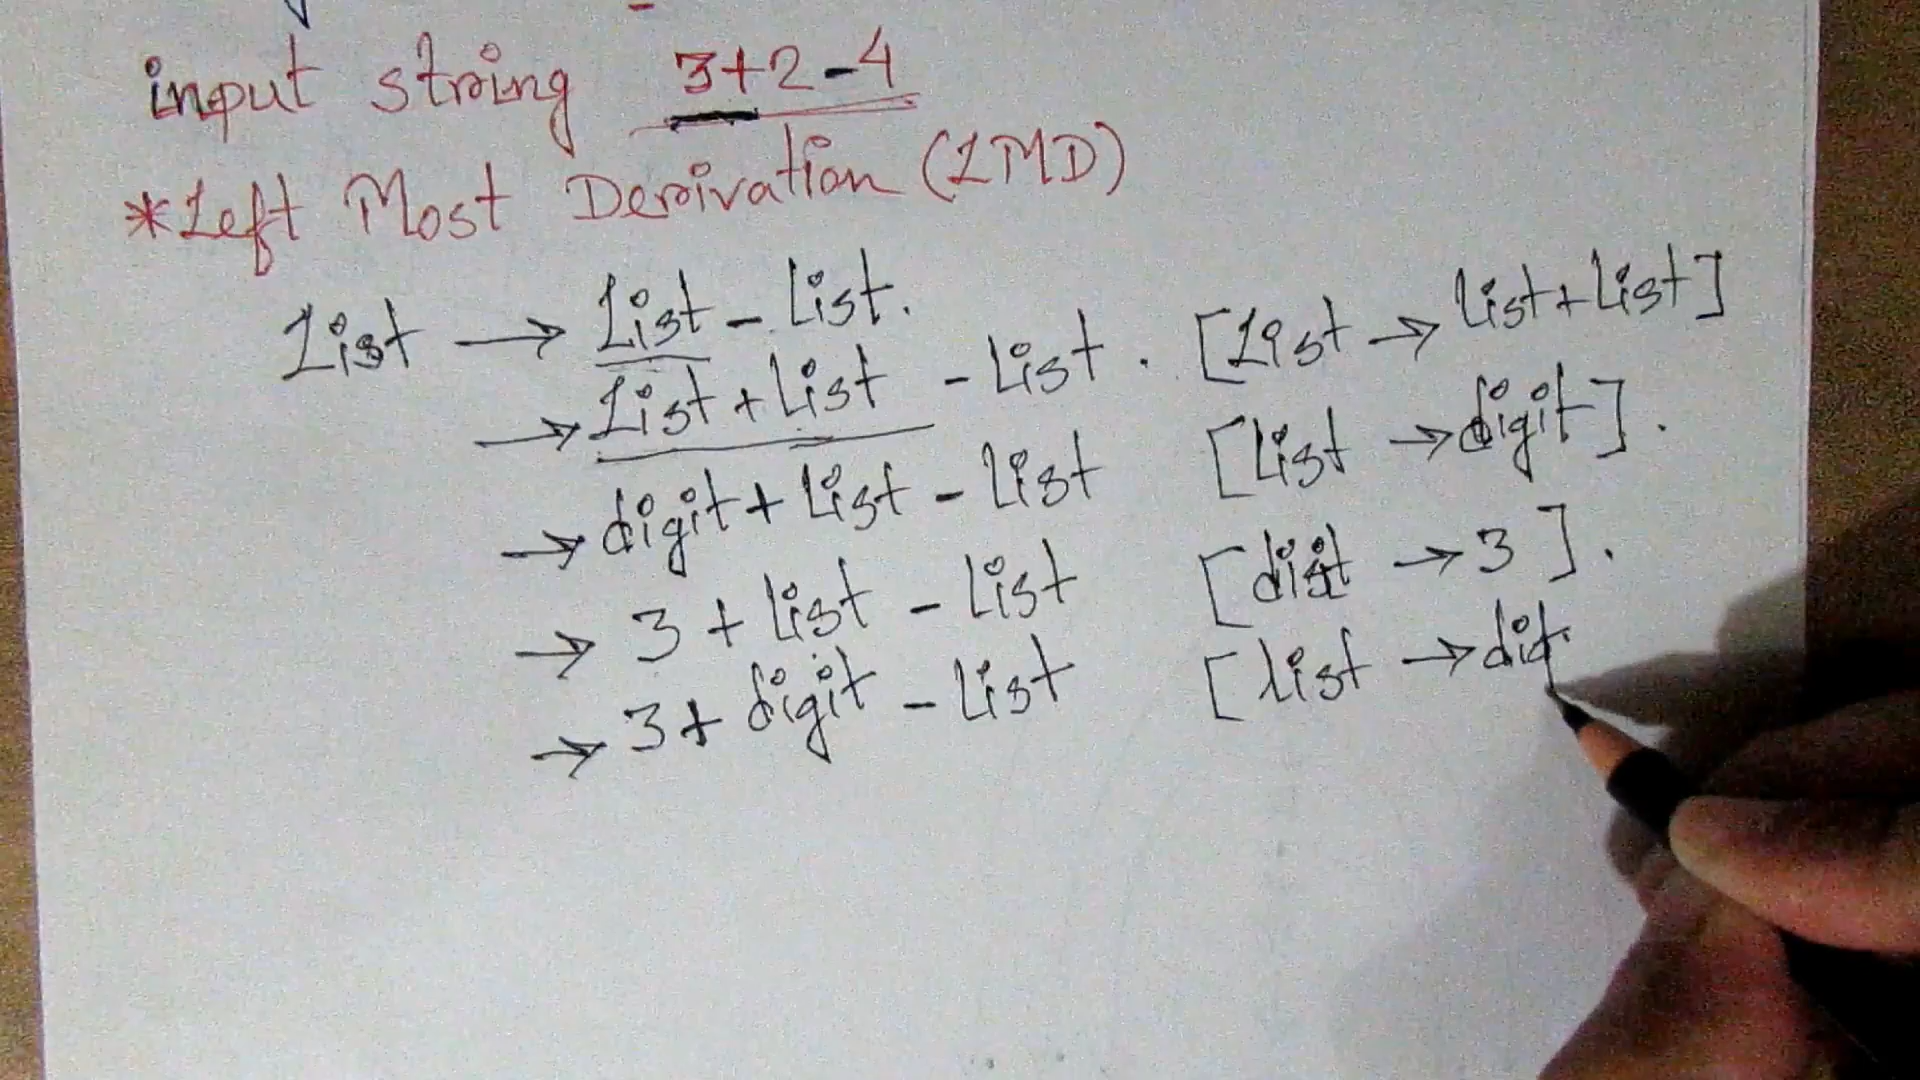 input string 3+2-4
*Left Most Derivation (LMD)
List → List - List.
→ List + List - List . [List → List + List]
→ digit + List - List [List → digit].
→ 3 + List - List [digit → 3].
→ 3 + digit - List [List → dig